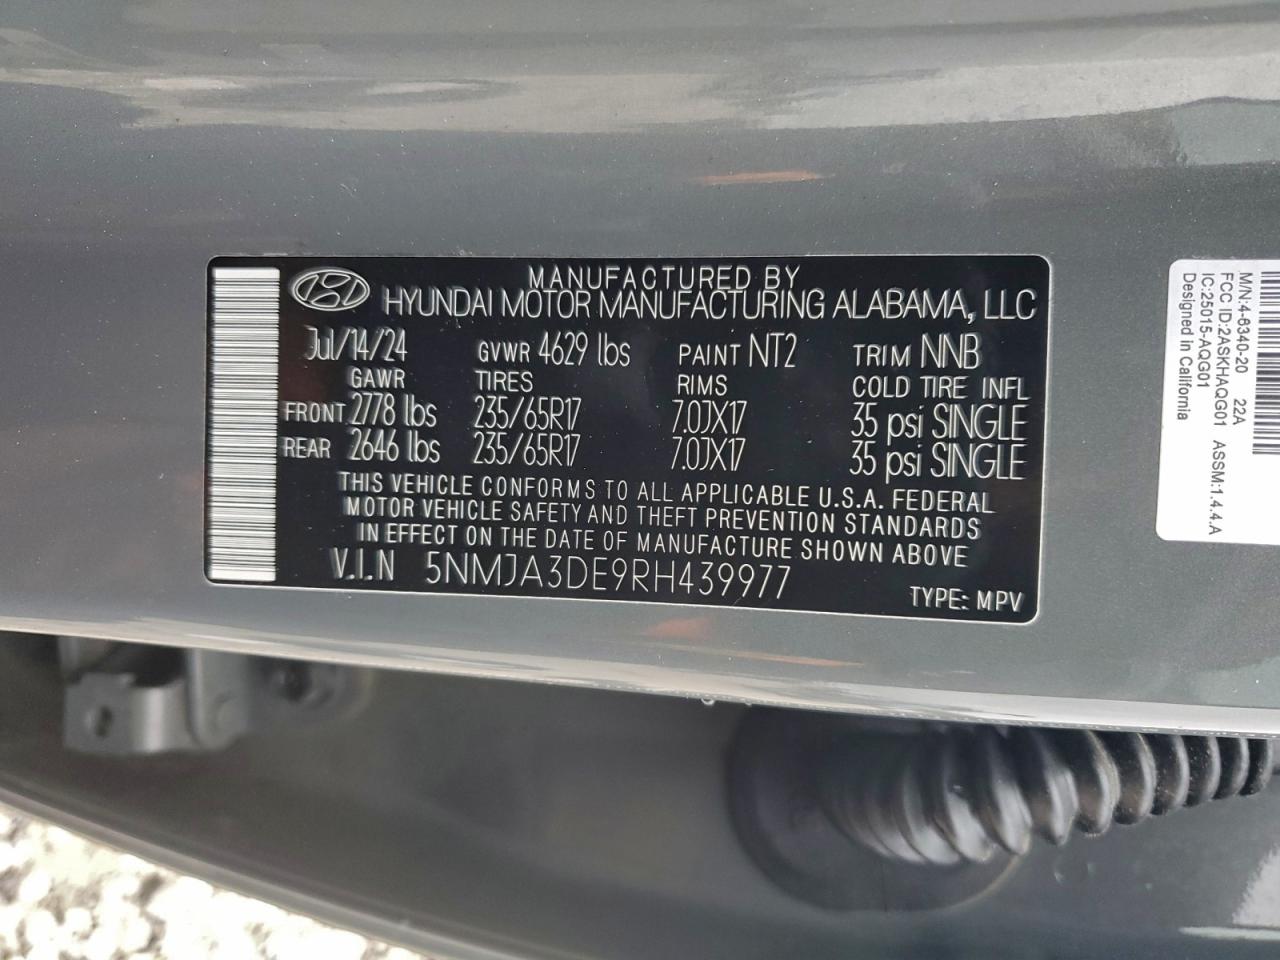 MANUFACTURED BY
HYUNDAI MOTOR MANUFACTURING ALABAMA, LLC
Jul/14/24 GVWR 4629 lbs PAINT NT2 TRIM NNB
GAWR TIRES RIMS COLD TIRE INFL
FRONT 2778 lbs 235/65R17 7.0JX17 35 psi SINGLE
REAR 2646 lbs 235/65R17 7.0JX17 35 psi SINGLE
THIS VEHICLE CONFORMS TO ALL APPLICABLE U.S.A. FEDERAL
MOTOR VEHICLE SAFETY AND THEFT PREVENTION STANDARDS
IN EFFECT ON THE DATE OF MANUFACTURE SHOWN ABOVE
V.I.N 5NMJA3DE9RH439977
TYPE: MPV
M/N:4-6340-20 22A
FCC ID:2ASKHAQG01 ASSM:1.4.4.A
IC:25015-AQG01
Designed in California